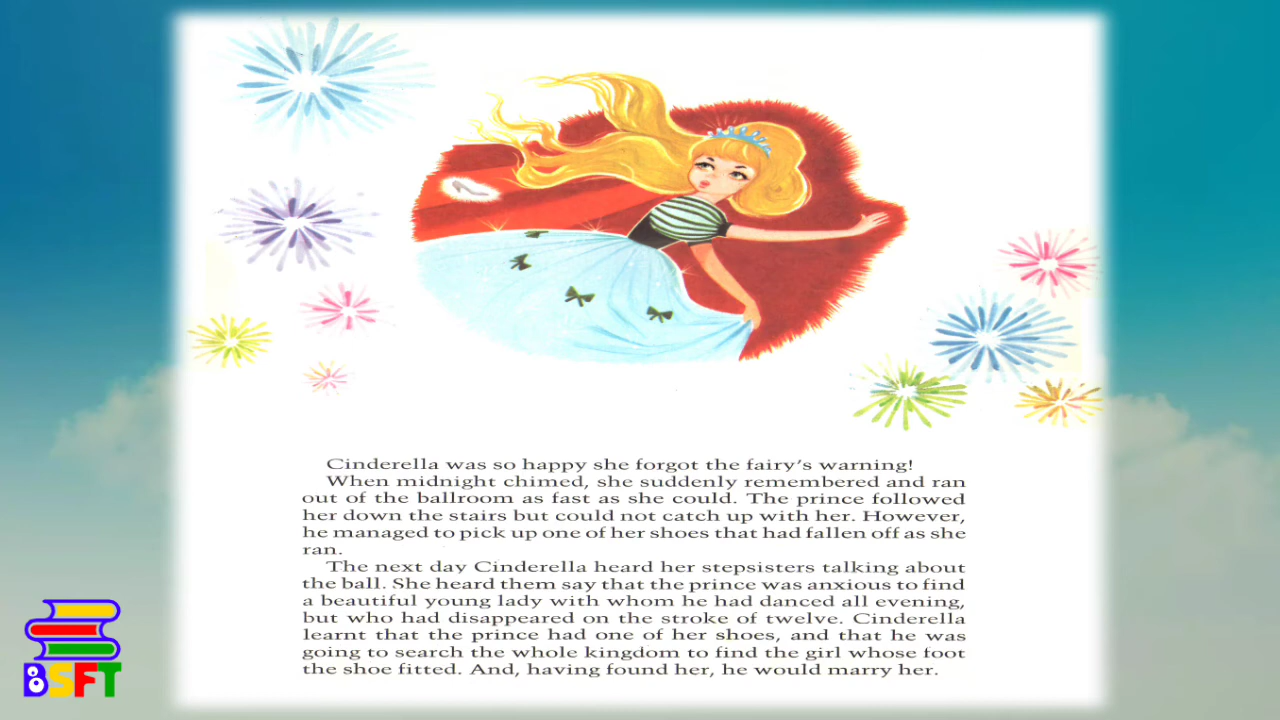 Cinderella was so happy she forgot the fairy's warning!
When midnight chimed, she suddenly remembered and ran
out of the ballroom as fast as she could. The prince followed
her down the stairs but could not catch up with her. However,
he managed to pick up one of her shoes that had fallen off as she
ran.
The next day Cinderella heard her stepsisters talking about
the ball. She heard them say that the prince was anxious to find
a beautiful young lady with whom he had danced all evening,
but who had disappeared on the stroke of twelve. Cinderella
learnt that the prince had one of her shoes, and that he was
going to search the whole kingdom to find the girl whose foot
the shoe fitted. And, having found her, he would marry her.
BSFT